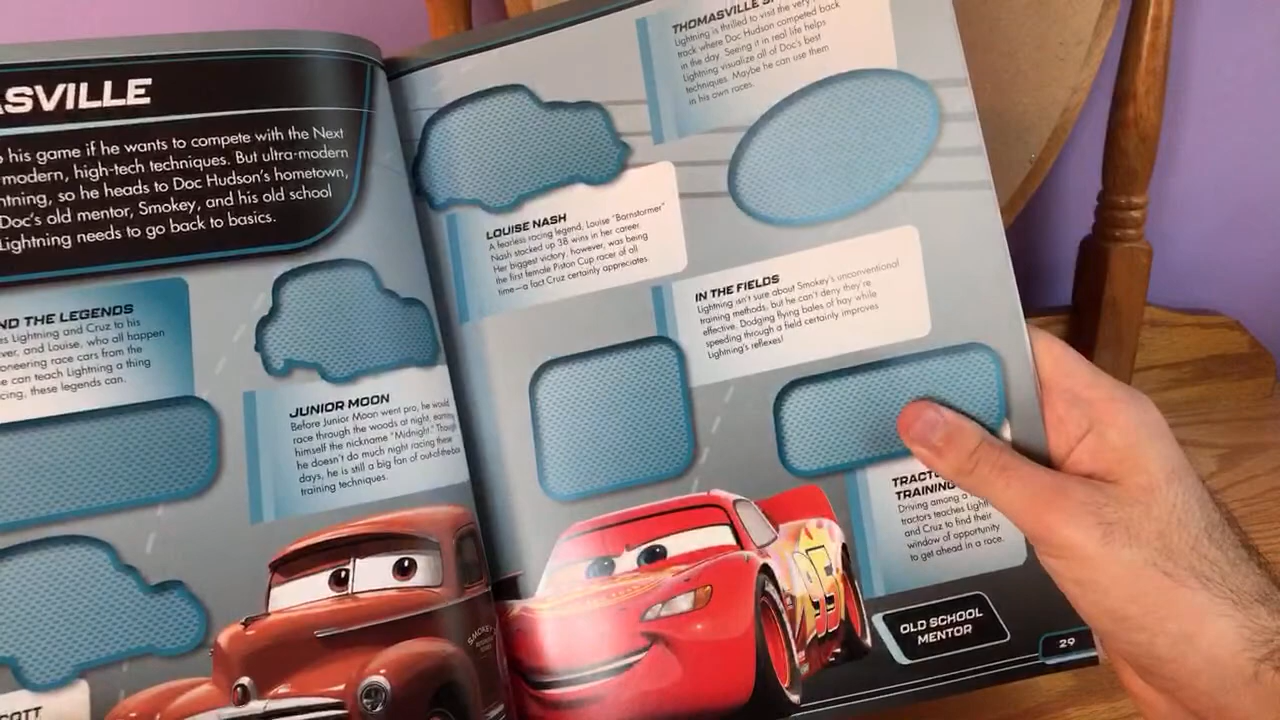 ASVILLE
his game if he wants to compete with the Next
modern, high-tech techniques. But ultra-modern
htning, so he heads to Doc Hudson's hometown,
Doc's old mentor, Smokey, and his old school
Lightning needs to go back to basics.
ND THE LEGENDS
es Lightning and Cruz to his
ver, and Louise, who all happen
oneering race cars from the
e can teach Lightning a thing
cing, these legends can.
JUNIOR MOON
Before Junior Moon went pro, he would
race through the woods at night, earning
himself the nickname "Midnight." Though
he doesn't do much night racing these
days, he is still a big fan of out-of-the-box
training techniques.
COTT
SMOKEY
THOMASVILLE
Lightning is thrilled to visit the very
track where Doc Hudson competed back
in the day. Seeing it in real life helps
Lightning visualize all of Doc's best
techniques. Maybe he can use them
in his own races.
LOUISE NASH
A fearless racing legend, Louise "Barnstormer"
Nash stacked up 38 wins in her career.
Her biggest victory, however, was being
the first female Piston Cup racer of all
time—a fact Cruz certainly appreciates.
IN THE FIELDS
Lightning isn't sure about Smokey's unconventional
training methods, but he can't deny they're
effective. Dodging flying bales of hay while
speeding through a field certainly improves
Lightning's reflexes!
TRACTO
TRAINING
Driving among a
tractors teaches Lightn
and Cruz to find their
window of opportunity
to get ahead in a race.
95
OLD SCHOOL
MENTOR
29